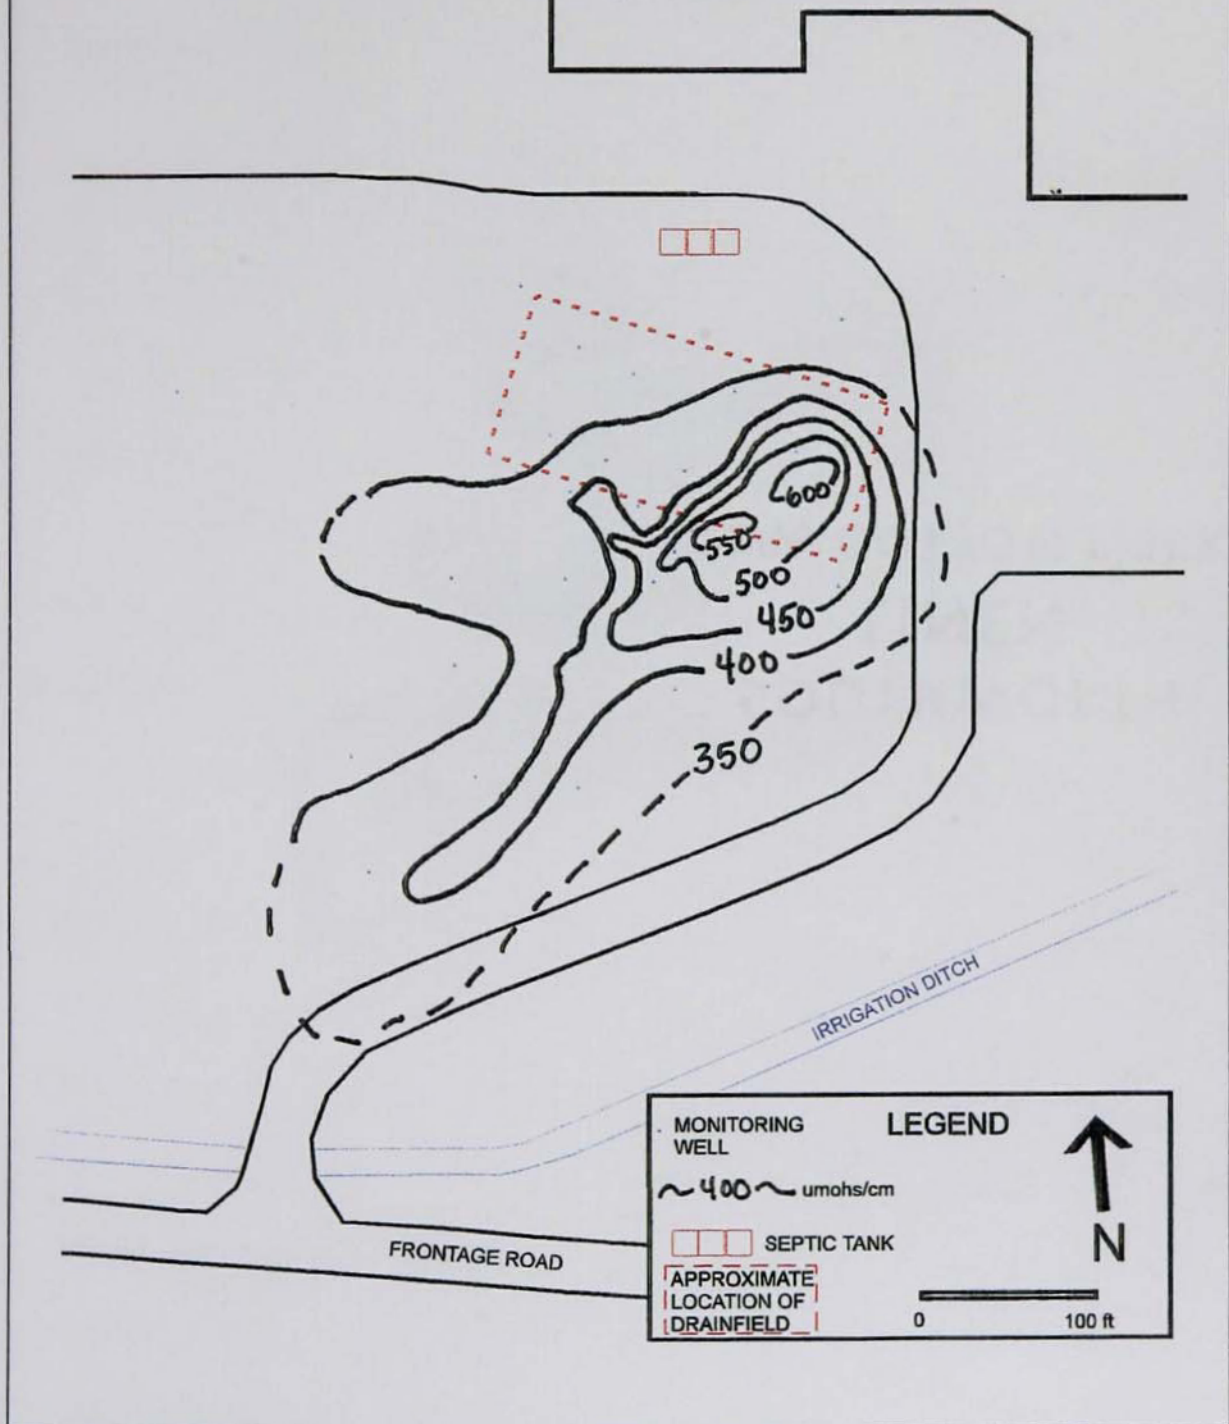 600
550
500
450
400
350
IRRIGATION DITCH
MONITORING
WELL
LEGEND
~400~ umohs/cm
SEPTIC TANK
N
APPROXIMATE
LOCATION OF
DRAINFIELD
0 100 ft
FRONTAGE ROAD